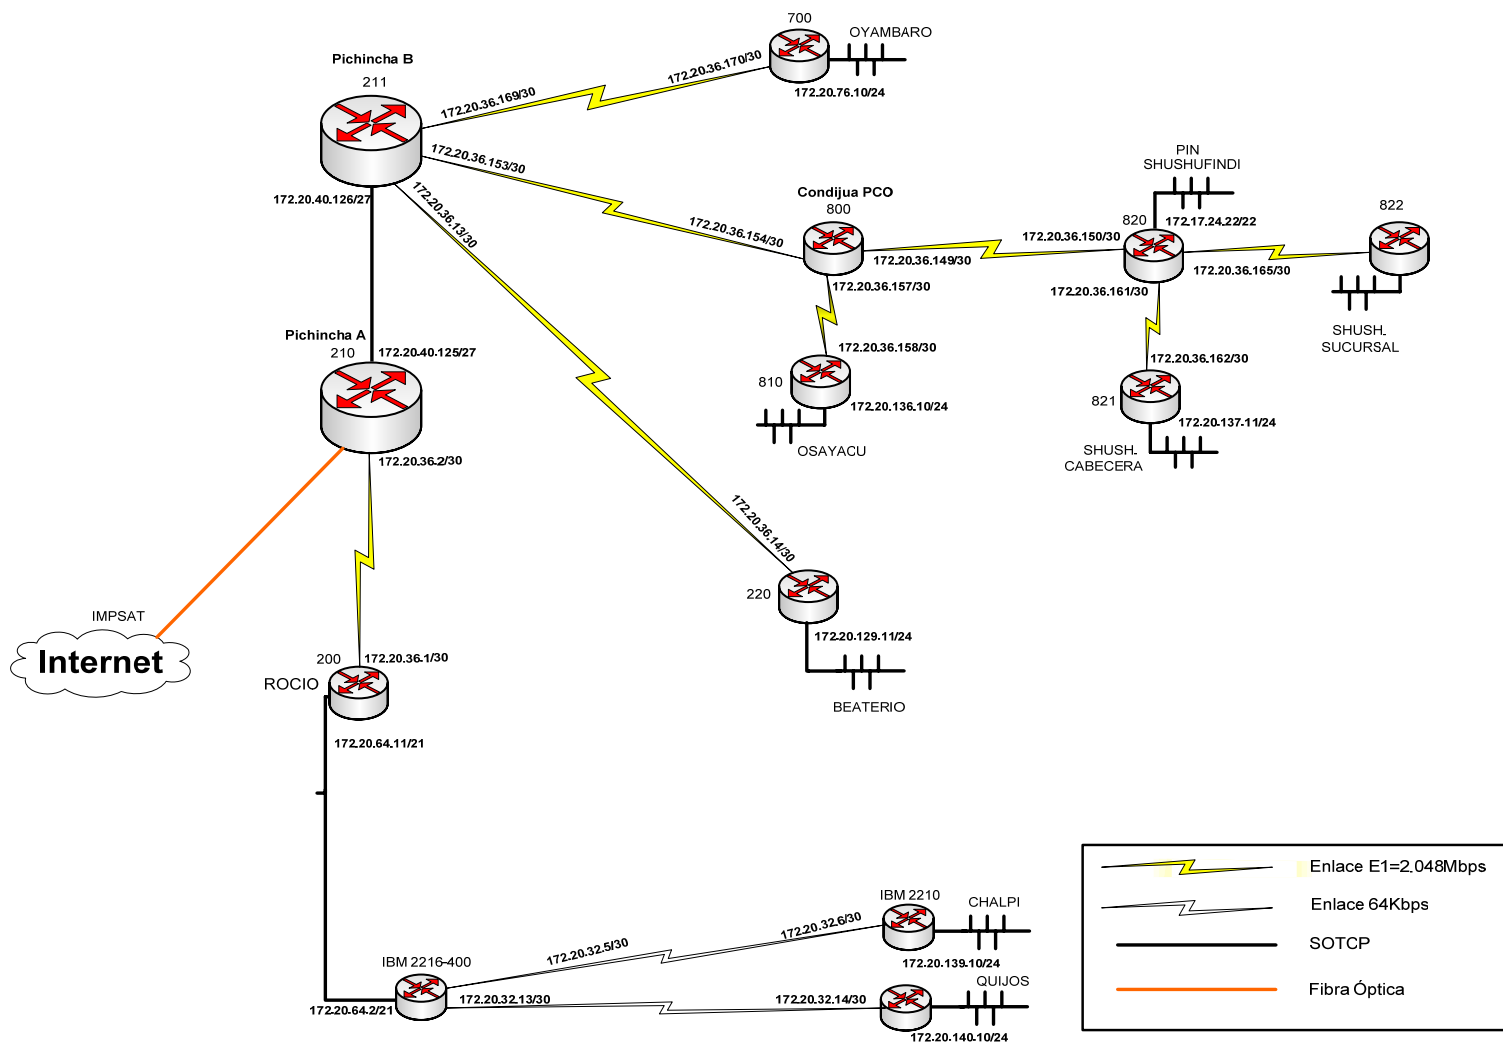 700
OYAMBARO
Pichincha B
211
172.20.36.170/30
172.20.76.10/24
172.20.36.169/30
172.20.36.153/30
172.20.40.126/27
172.20.36.13/30
PIN
SHUSHUFINDI
Condijua PCO
800
820
172.17.24.22/22
822
172.20.36.154/30
172.20.36.150/30
172.20.36.149/30
172.20.36.165/30
172.20.36.157/30
172.20.36.161/30
Pichincha A
210
172.20.40.125/27
SHUSH.
SUCURSAL
172.20.36.158/30
172.20.36.162/30
810
172.20.136.10/24
821
172.20.137.11/24
OSAYACU
SHUSH.
CABECERA
172.20.36.2/30
172.20.36.14/30
220
172.20.129.11/24
BEATERIO
IMPSAT
Internet
200
172.20.36.1/30
ROCIO
172.20.64.11/21
IBM 2210
CHALPI
172.20.32.6/30
172.20.32.5/30
172.20.139.10/24
IBM 2216-400
172.20.64.2/21
172.20.32.13/30
172.20.32.14/30
QUIJOS
172.20.140.10/24
Enlace E1=2.048Mbps
Enlace 64Kbps
SOTCP
Fibra Óptica